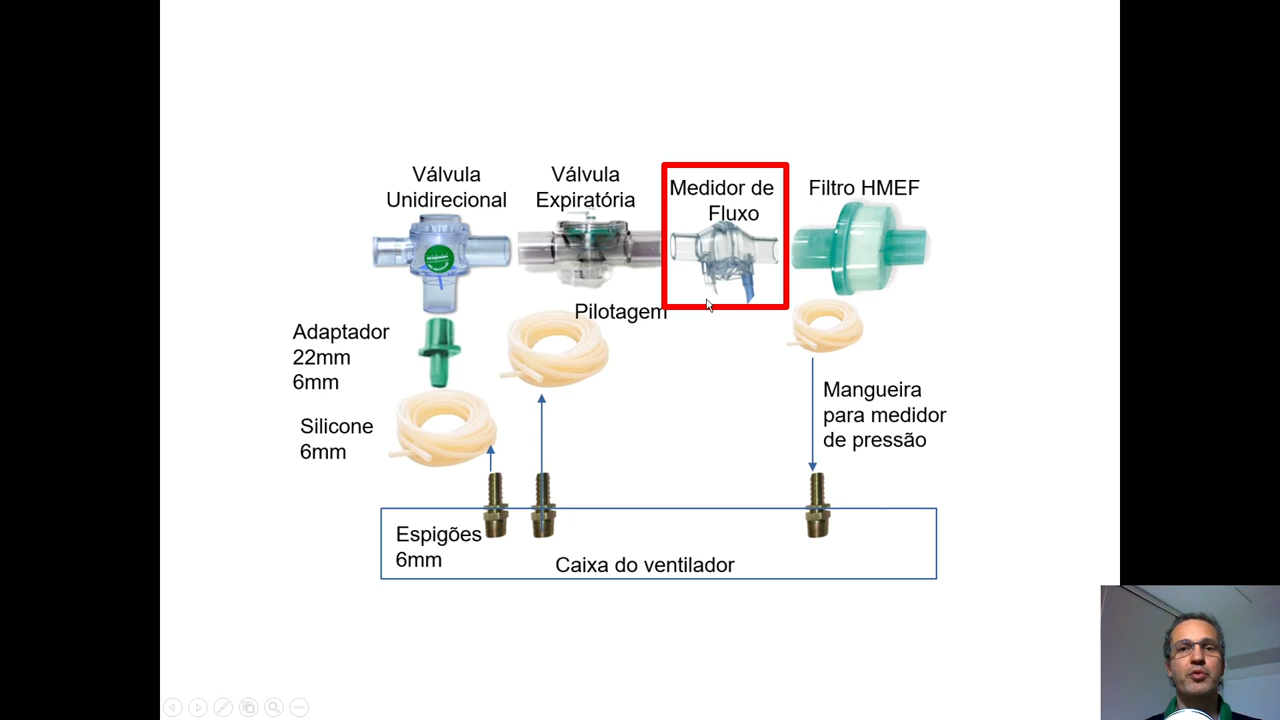 Válvula
Unidirecional
Válvula
Expiratória
Medidor de
Fluxo
Filtro HMEF
Pilotagem
Adaptador
22mm
6mm
Silicone
6mm
Mangueira
para medidor
de pressão
Espigões
6mm
Caixa do ventilador